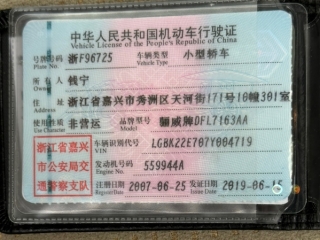 中华人民共和国机动车行驶证
Vehicle License of the People's Republic of China
号牌号码 浙F96725 车辆类型 小型轿车
Plate No. Vehicle Type
所有人 钱宁
Owner
住址 浙江省嘉兴市秀洲区天河街171号10幢301室
Address
使用性质 非营运 品牌型号 颐威牌DFL7163AA
Use Character Model
浙江省嘉兴
市公安局交
通警察支队
车辆识别代号 LGBK22E707Y004719
VIN
发动机号码 559944A
Engine No.
注册日期 2007-06-25 发证日期 2019-06-15
Register Date Issue Date